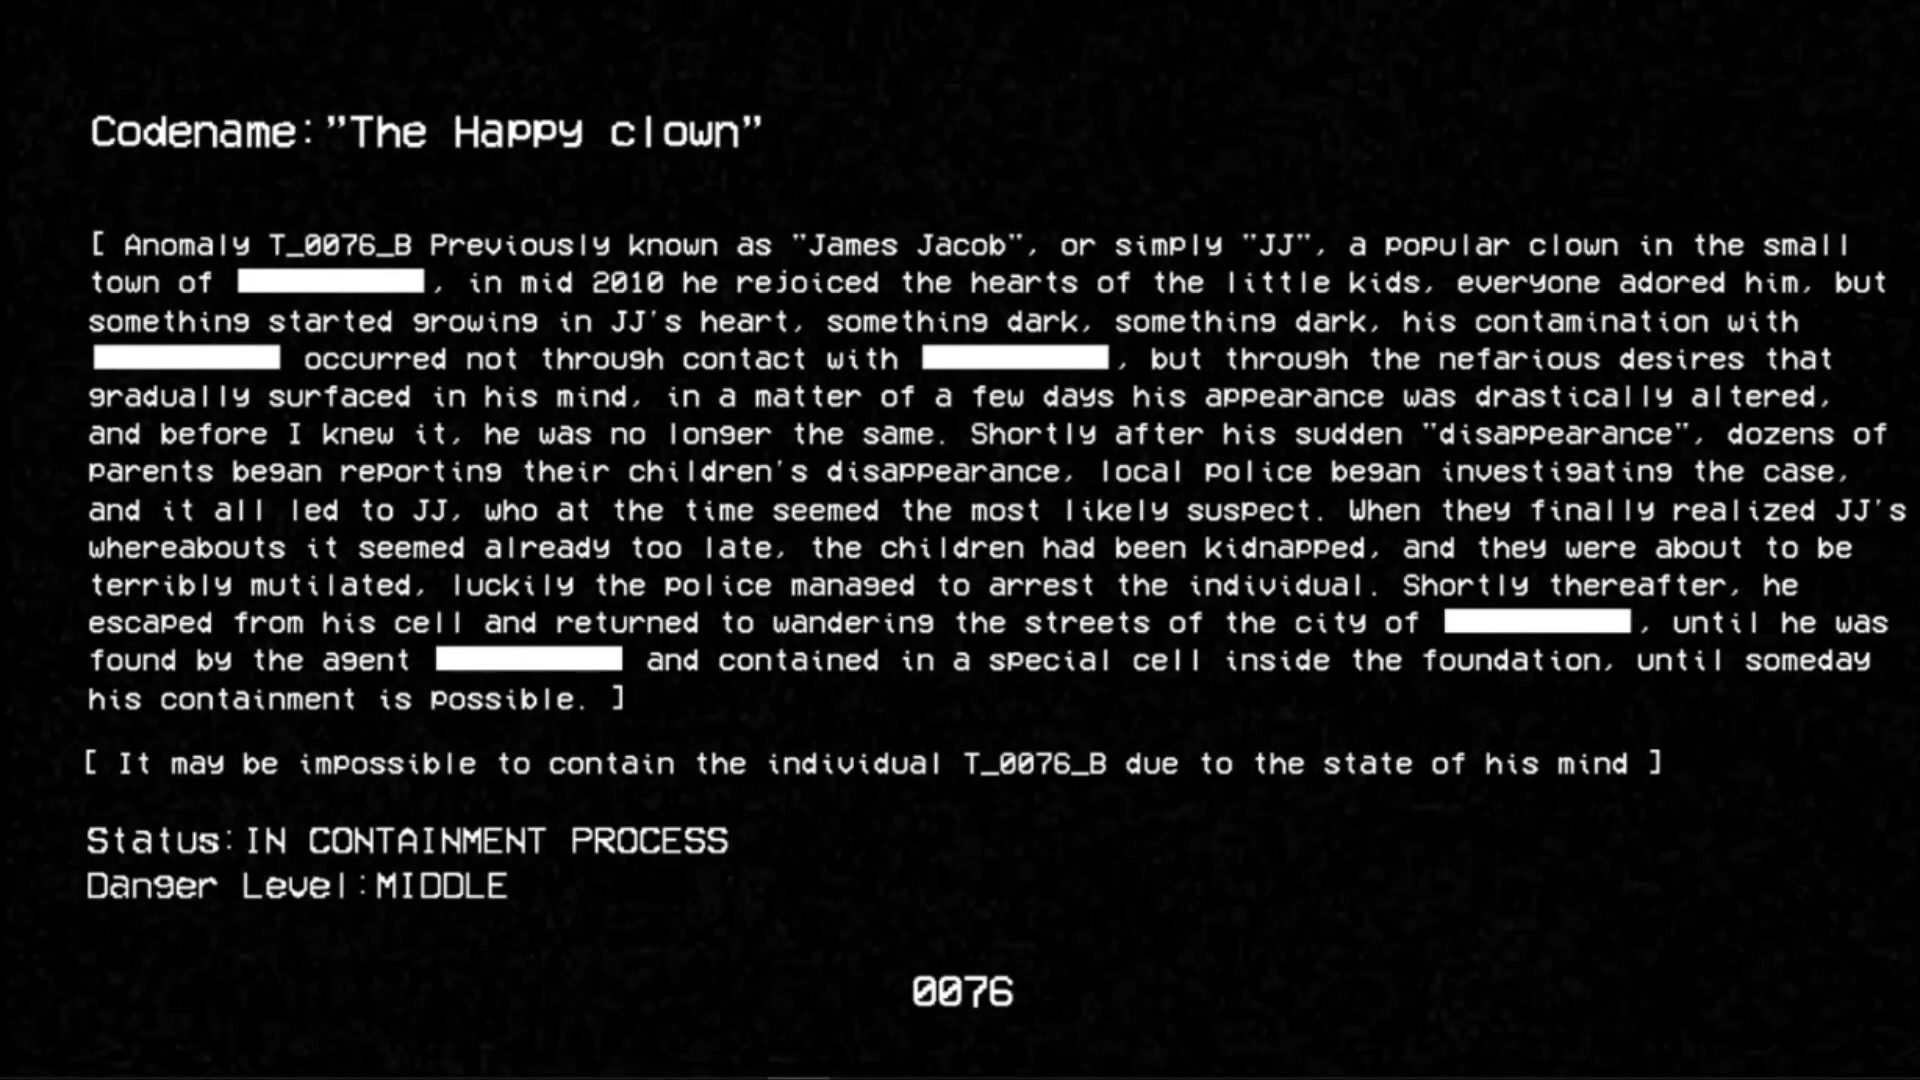 Codename:"The Happy clown"
[ Anomaly T_0076_B Previously known as "James Jacob", or simply "JJ", a popular clown in the small
town of , in mid 2010 he rejoiced the hearts of the little kids, everyone adored him, but
something started growing in JJ's heart, something dark, something dark, his contamination with
occurred not through contact with , but through the nefarious desires that
gradually surfaced in his mind, in a matter of a few days his appearance was drastically altered,
and before I knew it, he was no longer the same. Shortly after his sudden "disappearance", dozens of
parents began reporting their children's disappearance, local police began investigating the case,
and it all led to JJ, who at the time seemed the most likely suspect. When they finally realized JJ's
whereabouts it seemed already too late, the children had been kidnapped, and they were about to be
terribly mutilated, luckily the police managed to arrest the individual. Shortly thereafter, he
escaped from his cell and returned to wandering the streets of the city of , until he was
found by the agent and contained in a special cell inside the foundation, until someday
his containment is possible. ]
[ It may be impossible to contain the individual T_0076_B due to the state of his mind ]
Status:IN CONTAINMENT PROCESS
Danger Level:MIDDLE
0076